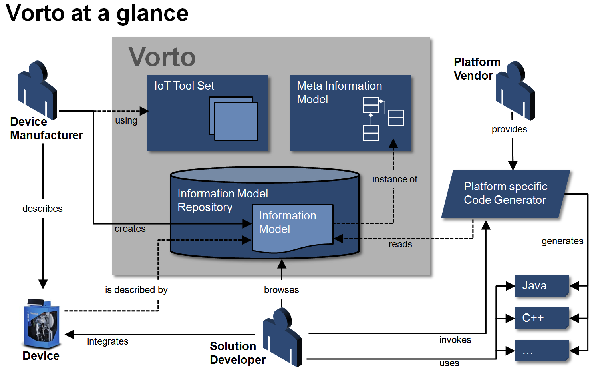 Vorto at a glance
Vorto
IoT Tool Set
Meta Information
Model
Platform
Vendor
Device
Manufacturer
using
provides
instance of
Information Model
Repository
Information
Model
Platform specific
Code Generator
describes
creates
reads
generates
is described by
browses
Java
C++
...
Device
integrates
Solution
Developer
invokes
uses